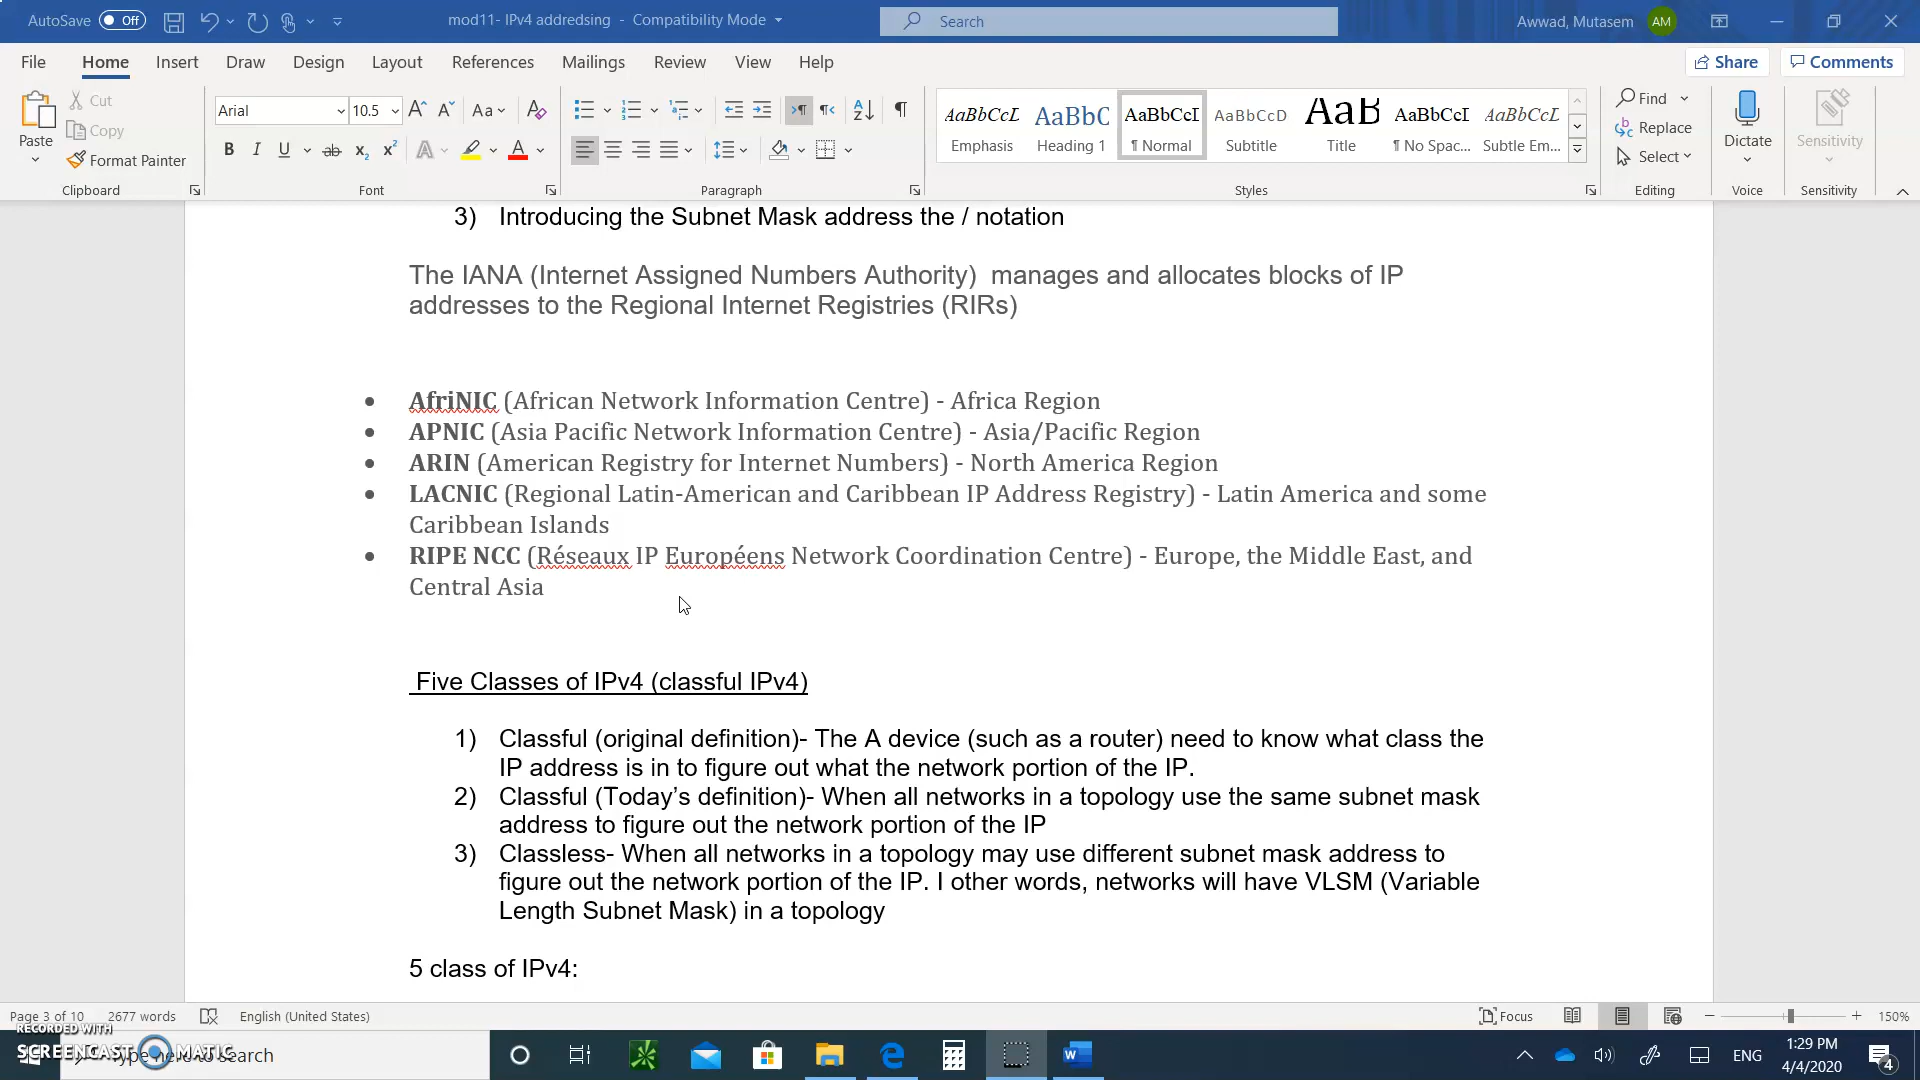 AutoSave Off mod11- IPv4 addredsing - Compatibility Mode Search Awwad, Mutasem AM
File Home Insert Draw Design Layout References Mailings Review View Help Share Comments
Paste Cut Copy Format Painter Clipboard
Arial 10.5 Aa Font
Paragraph
AaBbCcL AaBbC AaBbCcI AaBbCcD AaB AaBbCcI AaBbCcL
Emphasis Heading 1 ¶ Normal Subtitle Title ¶ No Spac... Subtle Em...
Styles
Find Replace Select Editing
Dictate Voice
Sensitivity Sensitivity
3) Introducing the Subnet Mask address the / notation
The IANA (Internet Assigned Numbers Authority)  manages and allocates blocks of IP
addresses to the Regional Internet Registries (RIRs)
• AfriNIC (African Network Information Centre) - Africa Region
• APNIC (Asia Pacific Network Information Centre) - Asia/Pacific Region
• ARIN (American Registry for Internet Numbers) - North America Region
• LACNIC (Regional Latin-American and Caribbean IP Address Registry) - Latin America and some
Caribbean Islands
• RIPE NCC (Réseaux IP Européens Network Coordination Centre) - Europe, the Middle East, and
Central Asia
Five Classes of IPv4 (classful IPv4)
1) Classful (original definition)- The A device (such as a router) need to know what class the
IP address is in to figure out what the network portion of the IP.
2) Classful (Today’s definition)- When all networks in a topology use the same subnet mask
address to figure out the network portion of the IP
3) Classless- When all networks in a topology may use different subnet mask address to
figure out the network portion of the IP. I other words, networks will have VLSM (Variable
Length Subnet Mask) in a topology
5 class of IPv4:
Page 3 of 10 2677 words English (United States) Focus 150%
RECORDED WITH
SCREENCAST MATIC
Type here to search
ENG 1:29 PM
4/4/2020 4